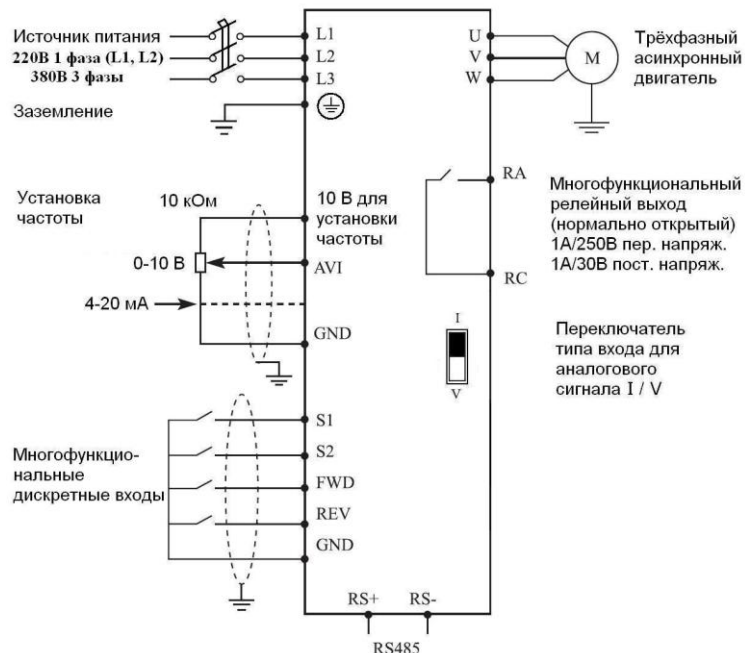 Источник питания
220В 1 фаза (L1, L2)
380В 3 фазы
Заземление
L1
L2
L3
U
V
W
M
Трёхфазный
асинхронный
двигатель
Установка
частоты
10 кОм
0-10 В
4-20 мА
10 В для
установки
частоты
AVI
GND
RA
RC
Многофункциональный
релейный выход
(нормально открытый)
1А/250В пер. напряж.
1А/30В пост. напряж.
I
V
Переключатель
типа входа для
аналогового
сигнала I / V
Многофункцио-
нальные
дискретные входы
S1
S2
FWD
REV
GND
RS+ RS-
RS485